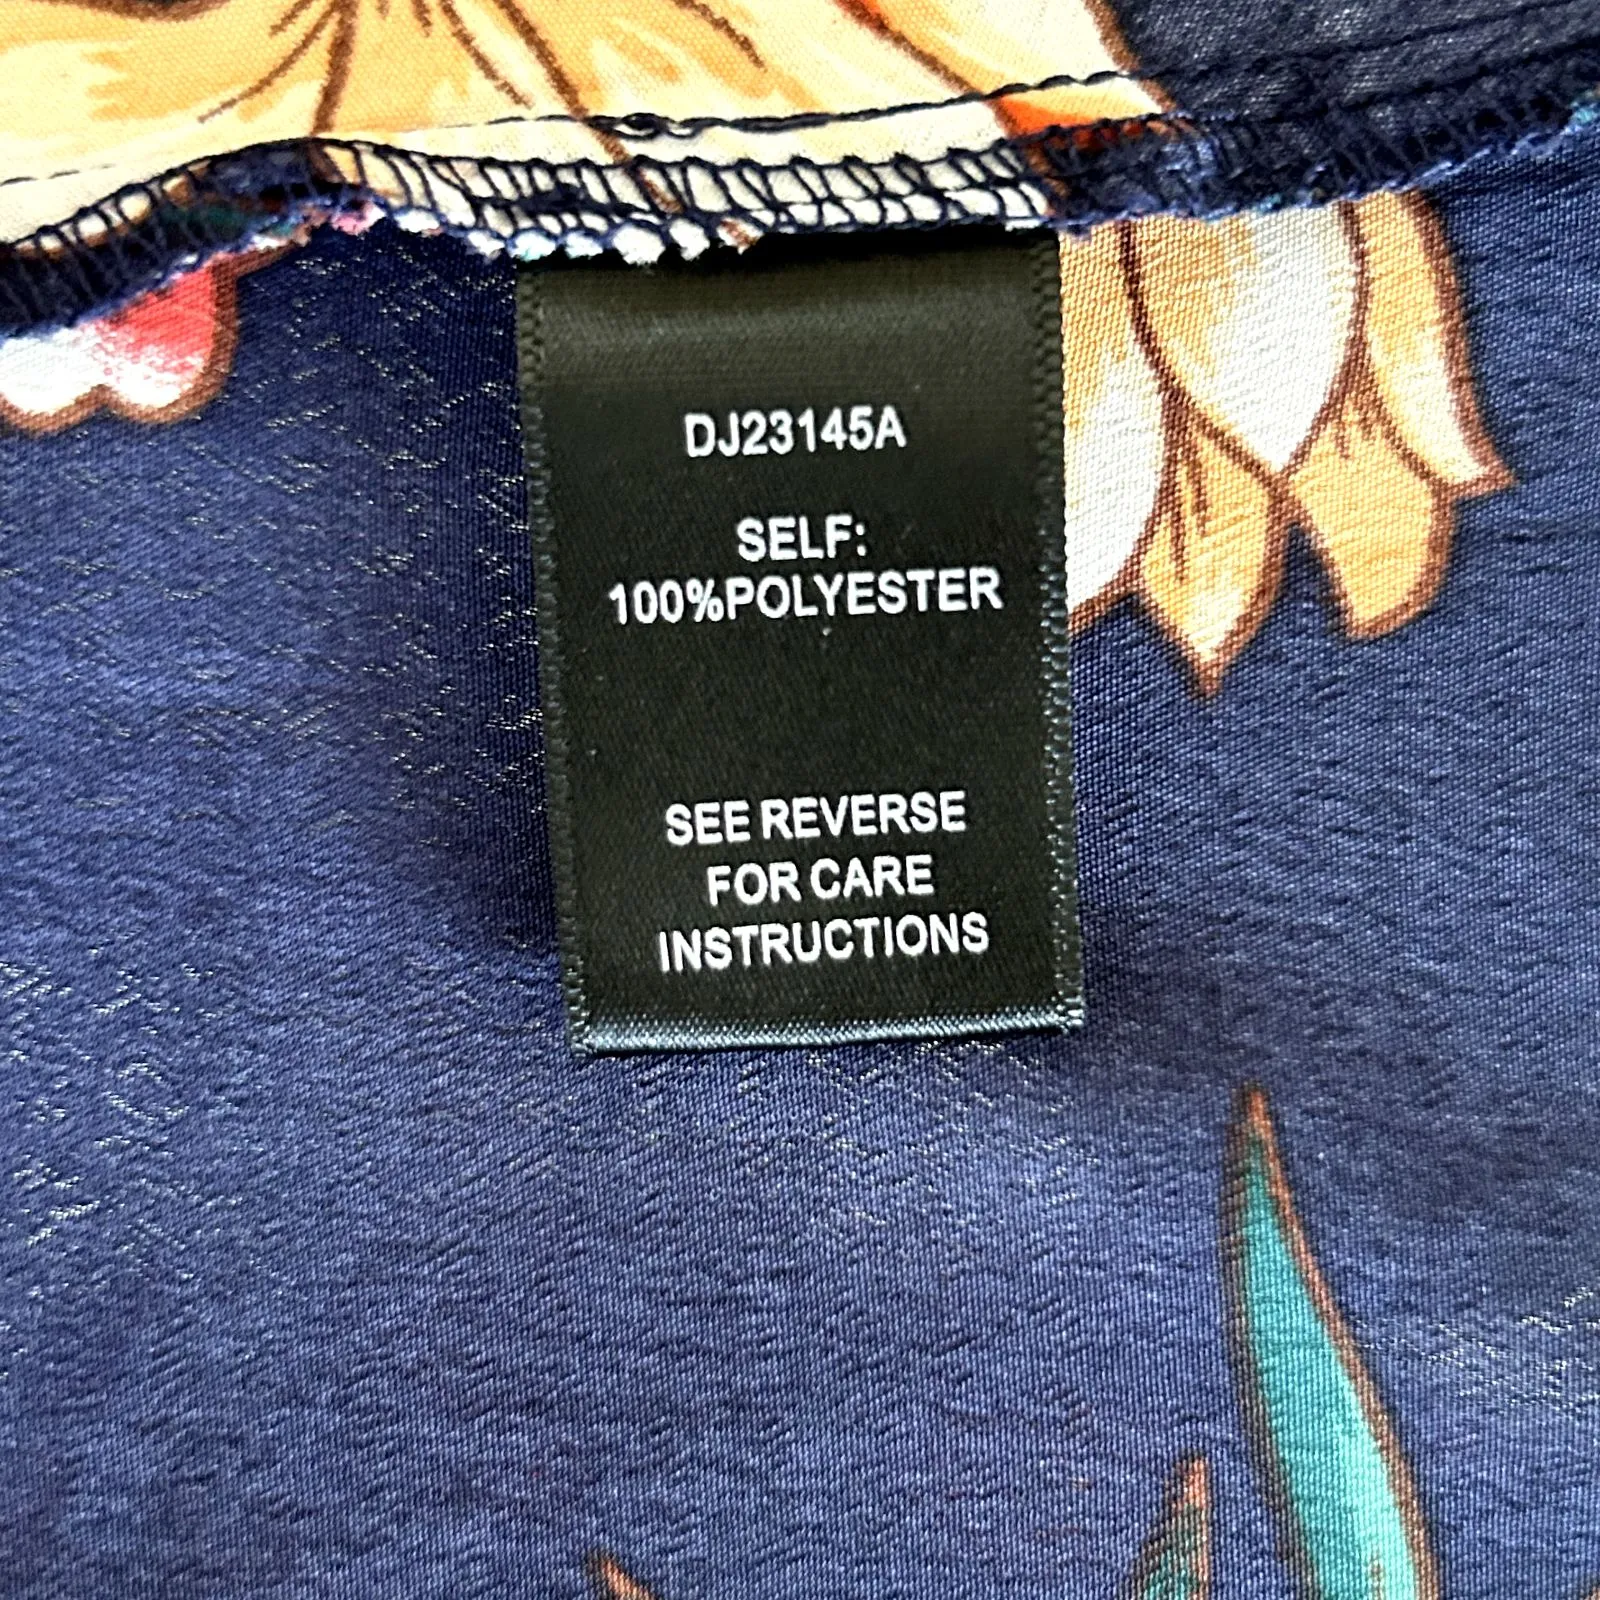 DJ23145A
SELF:
100%POLYESTER
SEE REVERSE
FOR CARE
INSTRUCTIONS